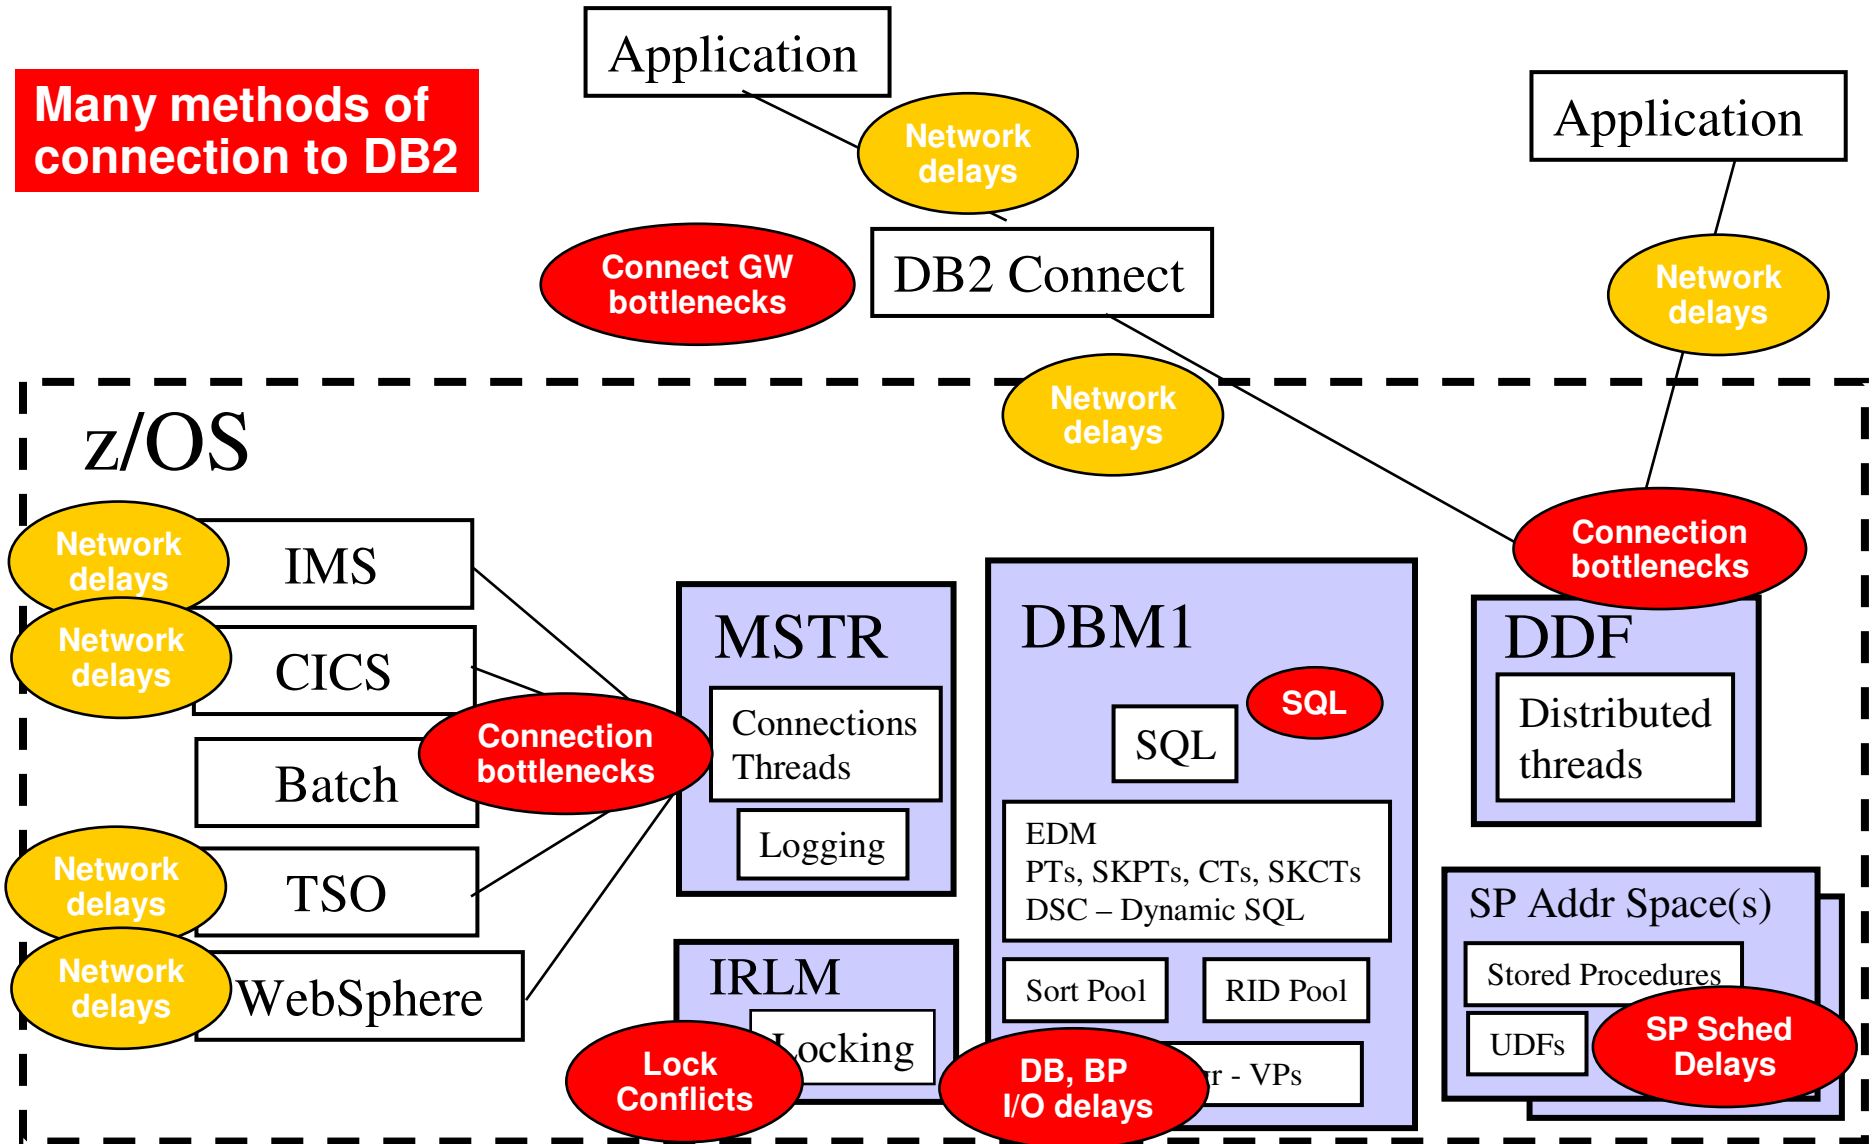 Many methods of
connection to DB2
Application
Network
delays
Application
Connect GW
bottlenecks
DB2 Connect
Network
delays
Network
delays
z/OS
Network
delays
IMS
Network
delays
CICS
Batch
Connection
bottlenecks
Network
delays
TSO
Network
delays
WebSphere
MSTR
Connections
Threads
Logging
IRLM
Locking
Lock
Conflicts
DBM1
SQL
SQL
EDM
PTs, SKPTs, CTs, SKCTs
DSC – Dynamic SQL
Sort Pool
RID Pool
DB, BP
I/O delays
- VPs
Connection
bottlenecks
DDF
Distributed
threads
SP Addr Space(s)
Stored Procedures
UDFs
SP Sched
Delays